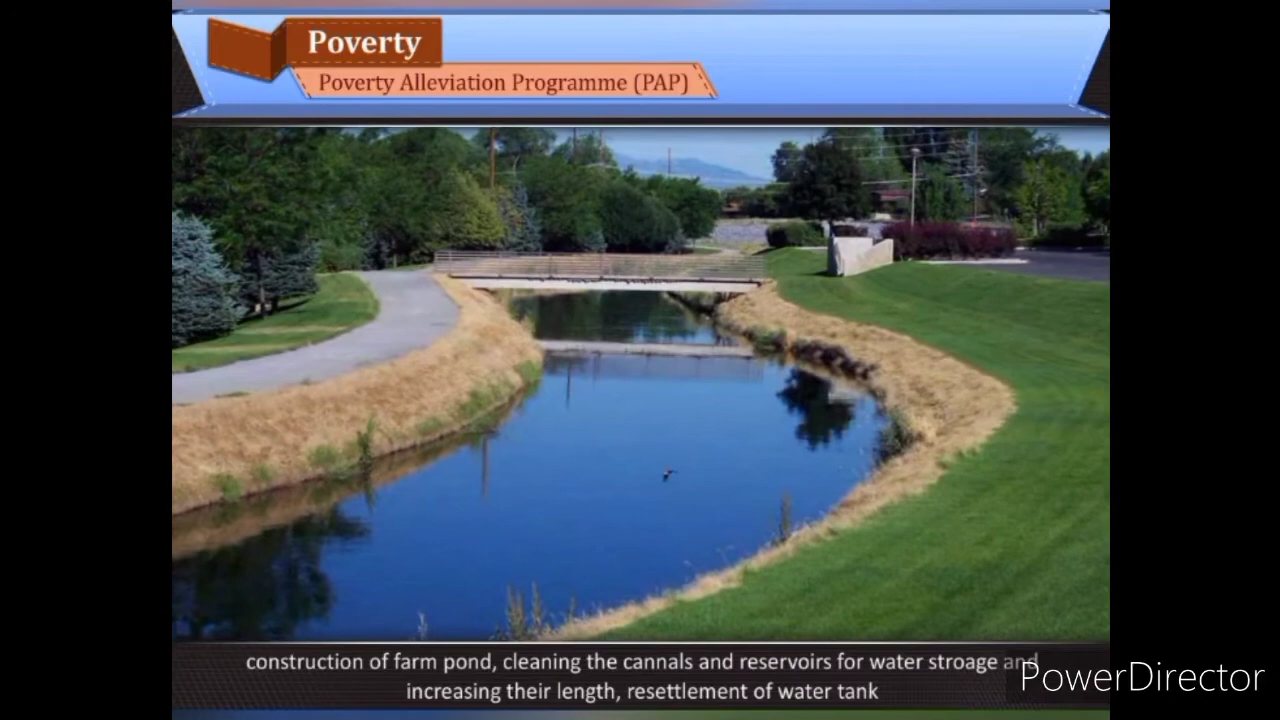 Poverty
Poverty Alleviation Programme (PAP)
construction of farm pond, cleaning the cannals and reservoirs for water stroage and
increasing their length, resettlement of water tank
PowerDirector